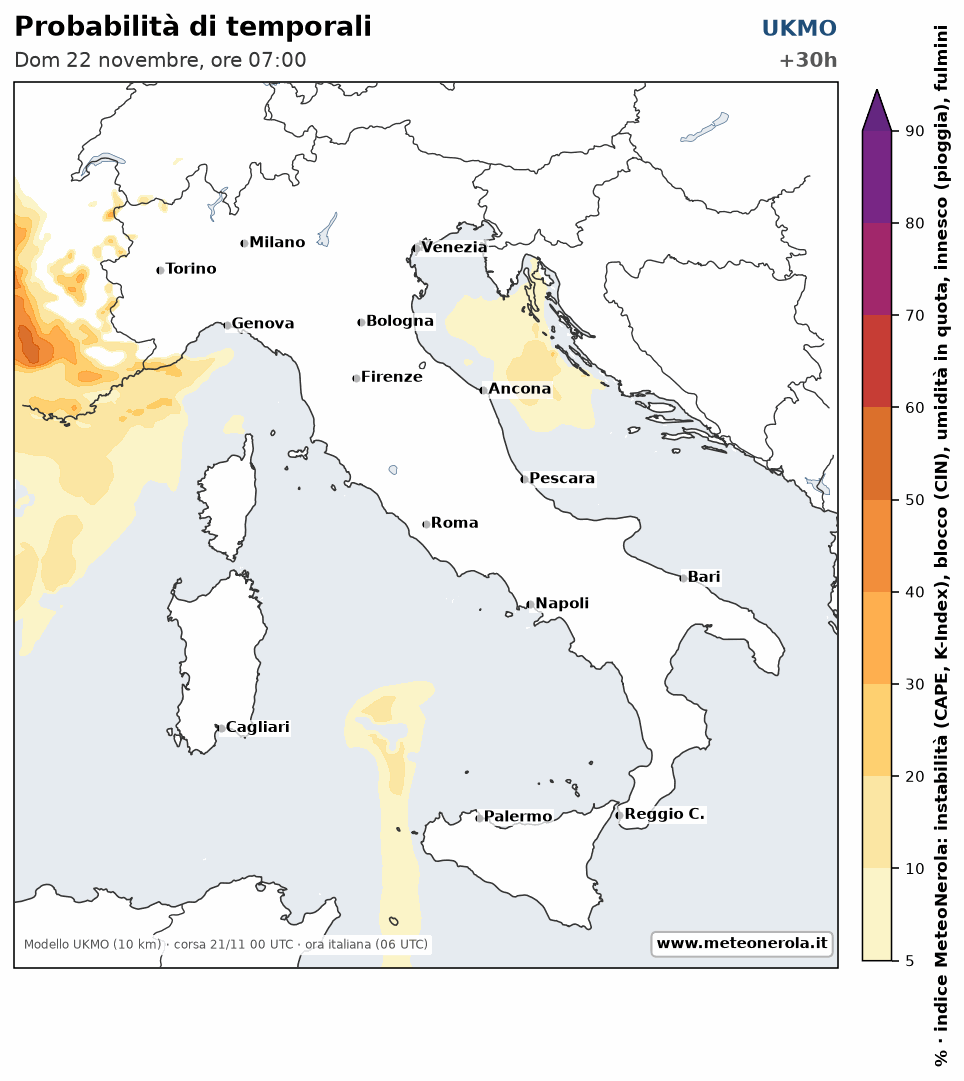 Probabilità di temporali
UKMO
Dom 22 novembre, ore 07:00
+30h
Milano
Venezia
Torino
Genova
Bologna
Firenze
Ancona
Pescara
Roma
Bari
Napoli
Cagliari
Palermo
Reggio C.
Modello UKMO (10 km) · corsa 21/11 00 UTC · ora italiana (06 UTC)
www.meteonerola.it
90
80
70
60
50
40
30
20
10
5
% · indice MeteoNerola: instabilità (CAPE, K-Index), blocco (CIN), umidità in quota, innesco (pioggia), fulmini